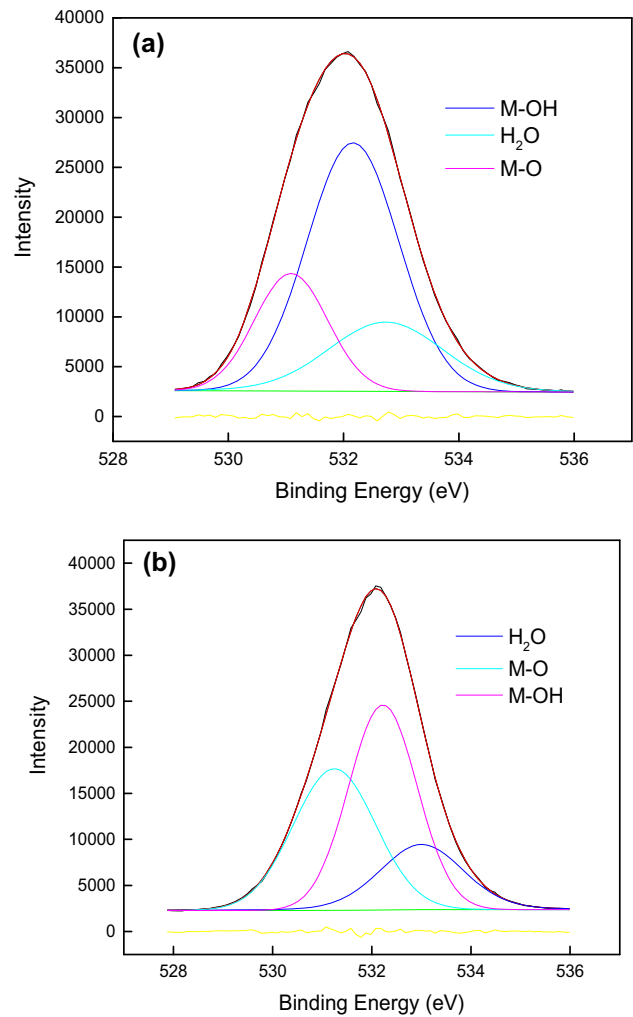 (a)
40000
35000
30000
25000
20000
15000
10000
5000
0
Intensity
M-OH
H₂O
M-O
528 530 532 534 536
Binding Energy (eV)
(b)
40000
35000
30000
25000
20000
15000
10000
5000
0
Intensity
H₂O
M-O
M-OH
528 530 532 534 536
Binding Energy (eV)